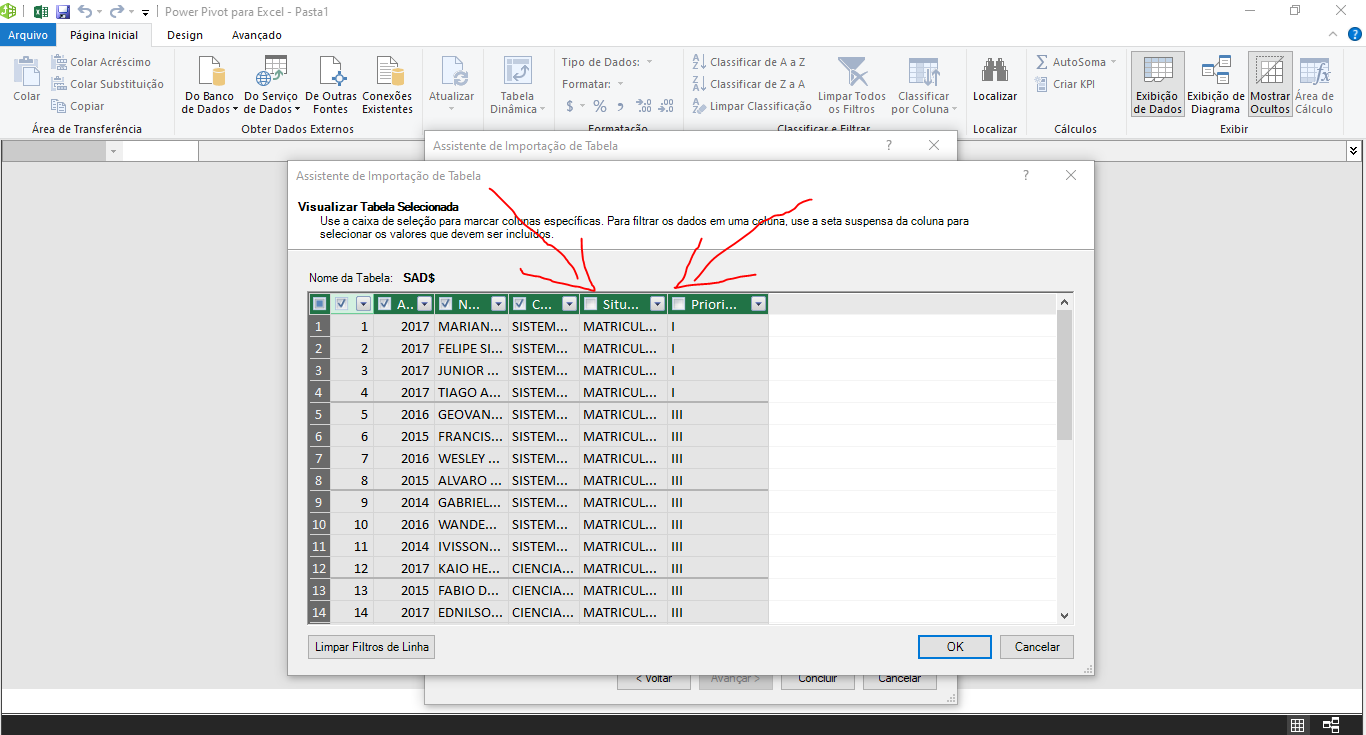 Power Pivot para Excel - Pasta1
Arquivo
Página Inicial
Design
Avançado
Colar
Colar Acréscimo
Colar Substituição
Copiar
Área de Transferência
Do Banco de Dados
Do Serviço de Dados
De Outras Fontes
Conexões Existentes
Obter Dados Externos
Atualizar
Tabela Dinâmica
Tipo de Dados:
Formatar:
$ % ,
Formatação
Classificar de A a Z
Classificar de Z a A
Limpar Classificação
Limpar Todos os Filtros
Classificar por Coluna
Classificar e Filtrar
Localizar
Localizar
AutoSoma
Criar KPI
Cálculos
Exibição de Dados
Exibição de Diagrama
Mostrar Ocultos
Área de Cálculo
Exibir
Assistente de Importação de Tabela
Assistente de Importação de Tabela
Visualizar Tabela Selecionada
Use a caixa de seleção para marcar colunas específicas. Para filtrar os dados em uma coluna, use a seta suspensa da coluna para
selecionar os valores que devem ser incluídos.
Nome da Tabela: SAD$
A... N... C... Situ... Priori...
1 1 2017 MARIAN... SISTEM... MATRICUL... I
2 2 2017 FELIPE SI... SISTEM... MATRICUL... I
3 3 2017 JUNIOR ... SISTEM... MATRICUL... I
4 4 2017 TIAGO A... SISTEM... MATRICUL... I
5 5 2016 GEOVAN... SISTEM... MATRICUL... III
6 6 2015 FRANCIS... SISTEM... MATRICUL... III
7 7 2016 WESLEY ... SISTEM... MATRICUL... III
8 8 2015 ALVARO ... SISTEM... MATRICUL... III
9 9 2014 GABRIEL... SISTEM... MATRICUL... III
10 10 2016 WANDE... SISTEM... MATRICUL... III
11 11 2014 IVISSON... SISTEM... MATRICUL... III
12 12 2017 KAIO HE... CIENCIA... MATRICUL... III
13 13 2015 FABIO D... CIENCIA... MATRICUL... III
14 14 2017 EDNILSO... CIENCIA... MATRICUL... III
Limpar Filtros de Linha
OK
Cancelar
< Voltar
Avançar >
Concluir
Cancelar